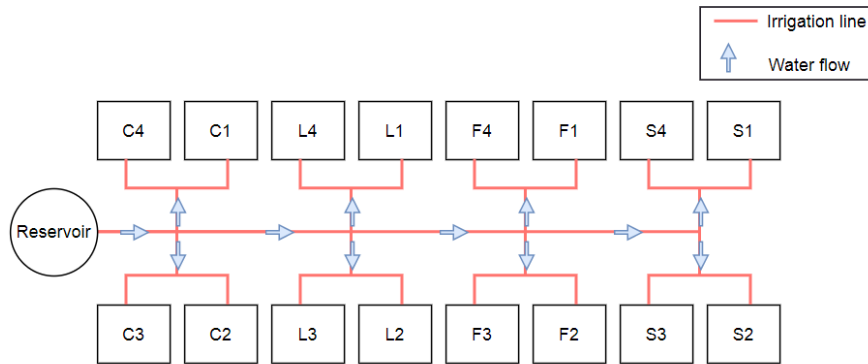 Irrigation line
Water flow
C4 C1 L4 L1 F4 F1 S4 S1
Reservoir
C3 C2 L3 L2 F3 F2 S3 S2